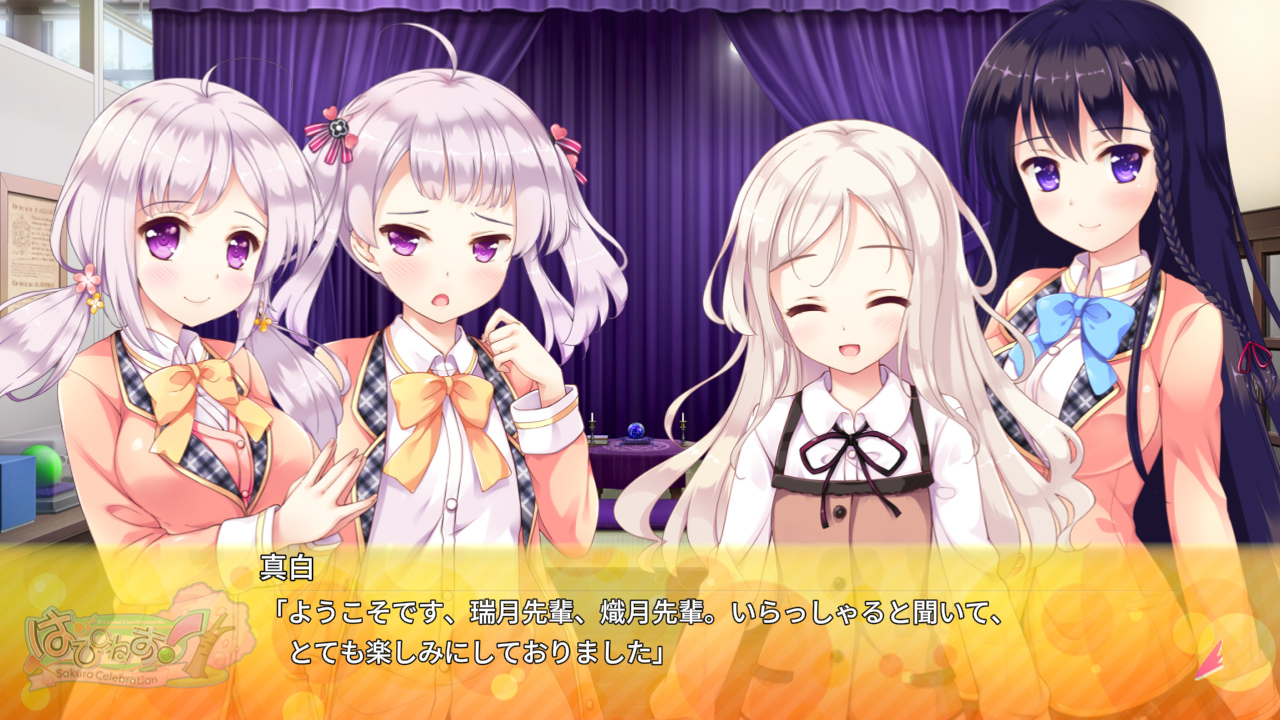 真白
「ようこそです、瑞月先輩、熾月先輩。いらっしゃると聞いて、
とても楽しみにしておりました」
はぴねす!
Sakura Celebration